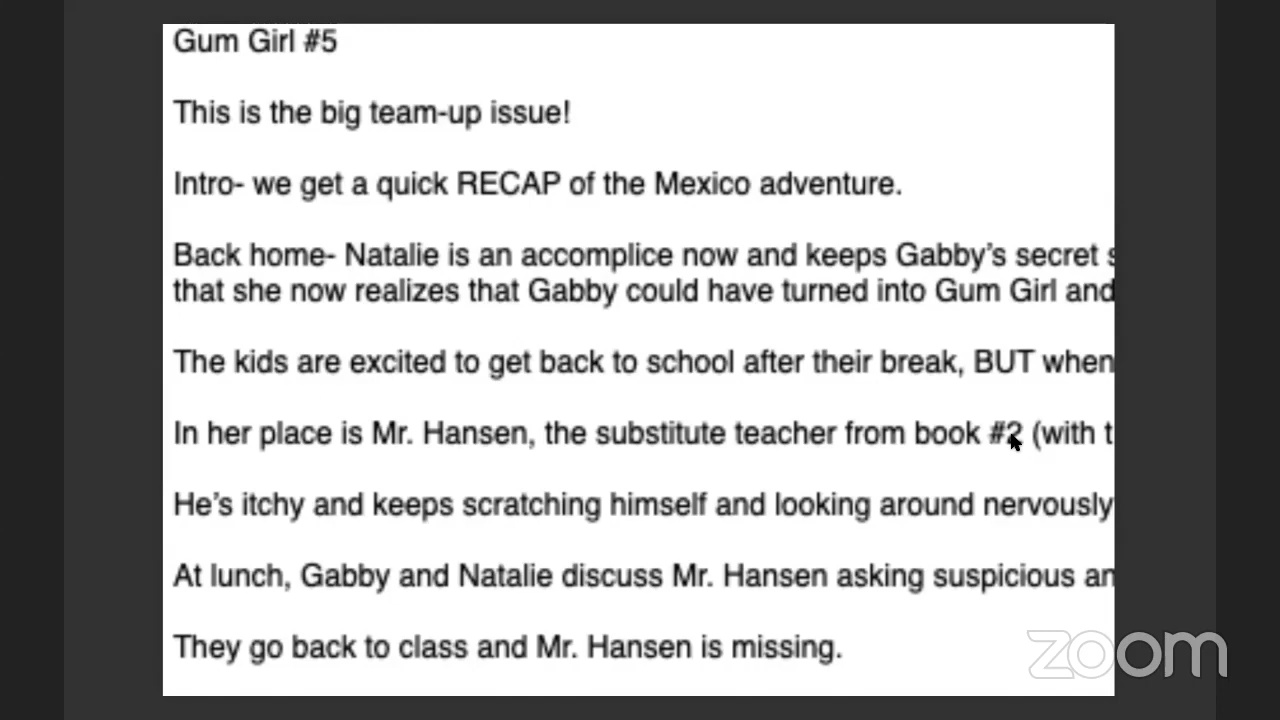 Gum Girl #5
This is the big team-up issue!
Intro- we get a quick RECAP of the Mexico adventure.
Back home- Natalie is an accomplice now and keeps Gabby’s secret
that she now realizes that Gabby could have turned into Gum Girl and
The kids are excited to get back to school after their break, BUT when
In her place is Mr. Hansen, the substitute teacher from book #2 (with
He’s itchy and keeps scratching himself and looking around nervously
At lunch, Gabby and Natalie discuss Mr. Hansen asking suspicious
They go back to class and Mr. Hansen is missing.
zoom